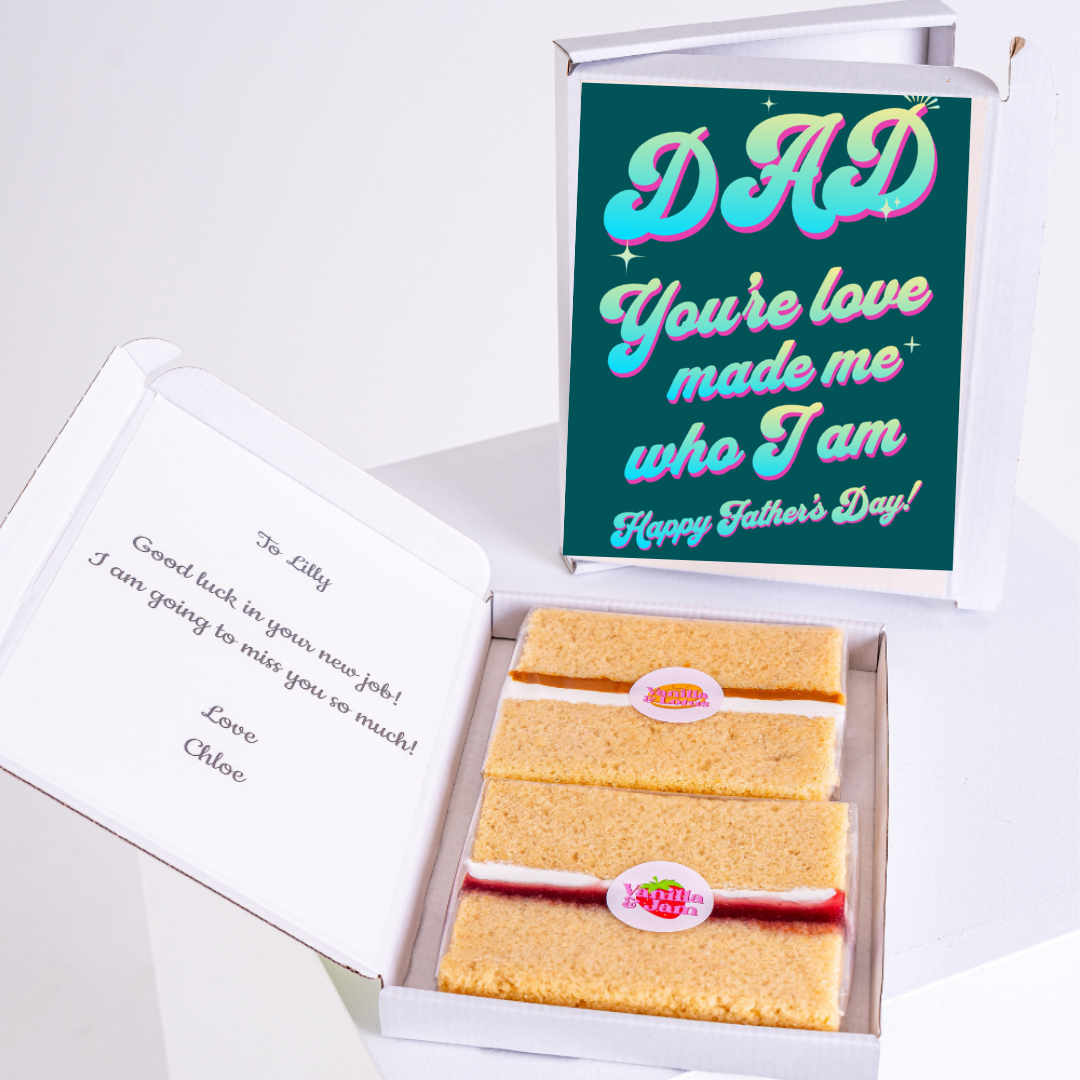 DAD
You're love
made me
who I am
Happy Father's Day!
To Lilly
Good luck in your new job!
I am going to miss you so much!
Love
Chloe
Vanilla
& Lotus
Vanilla
& Jam